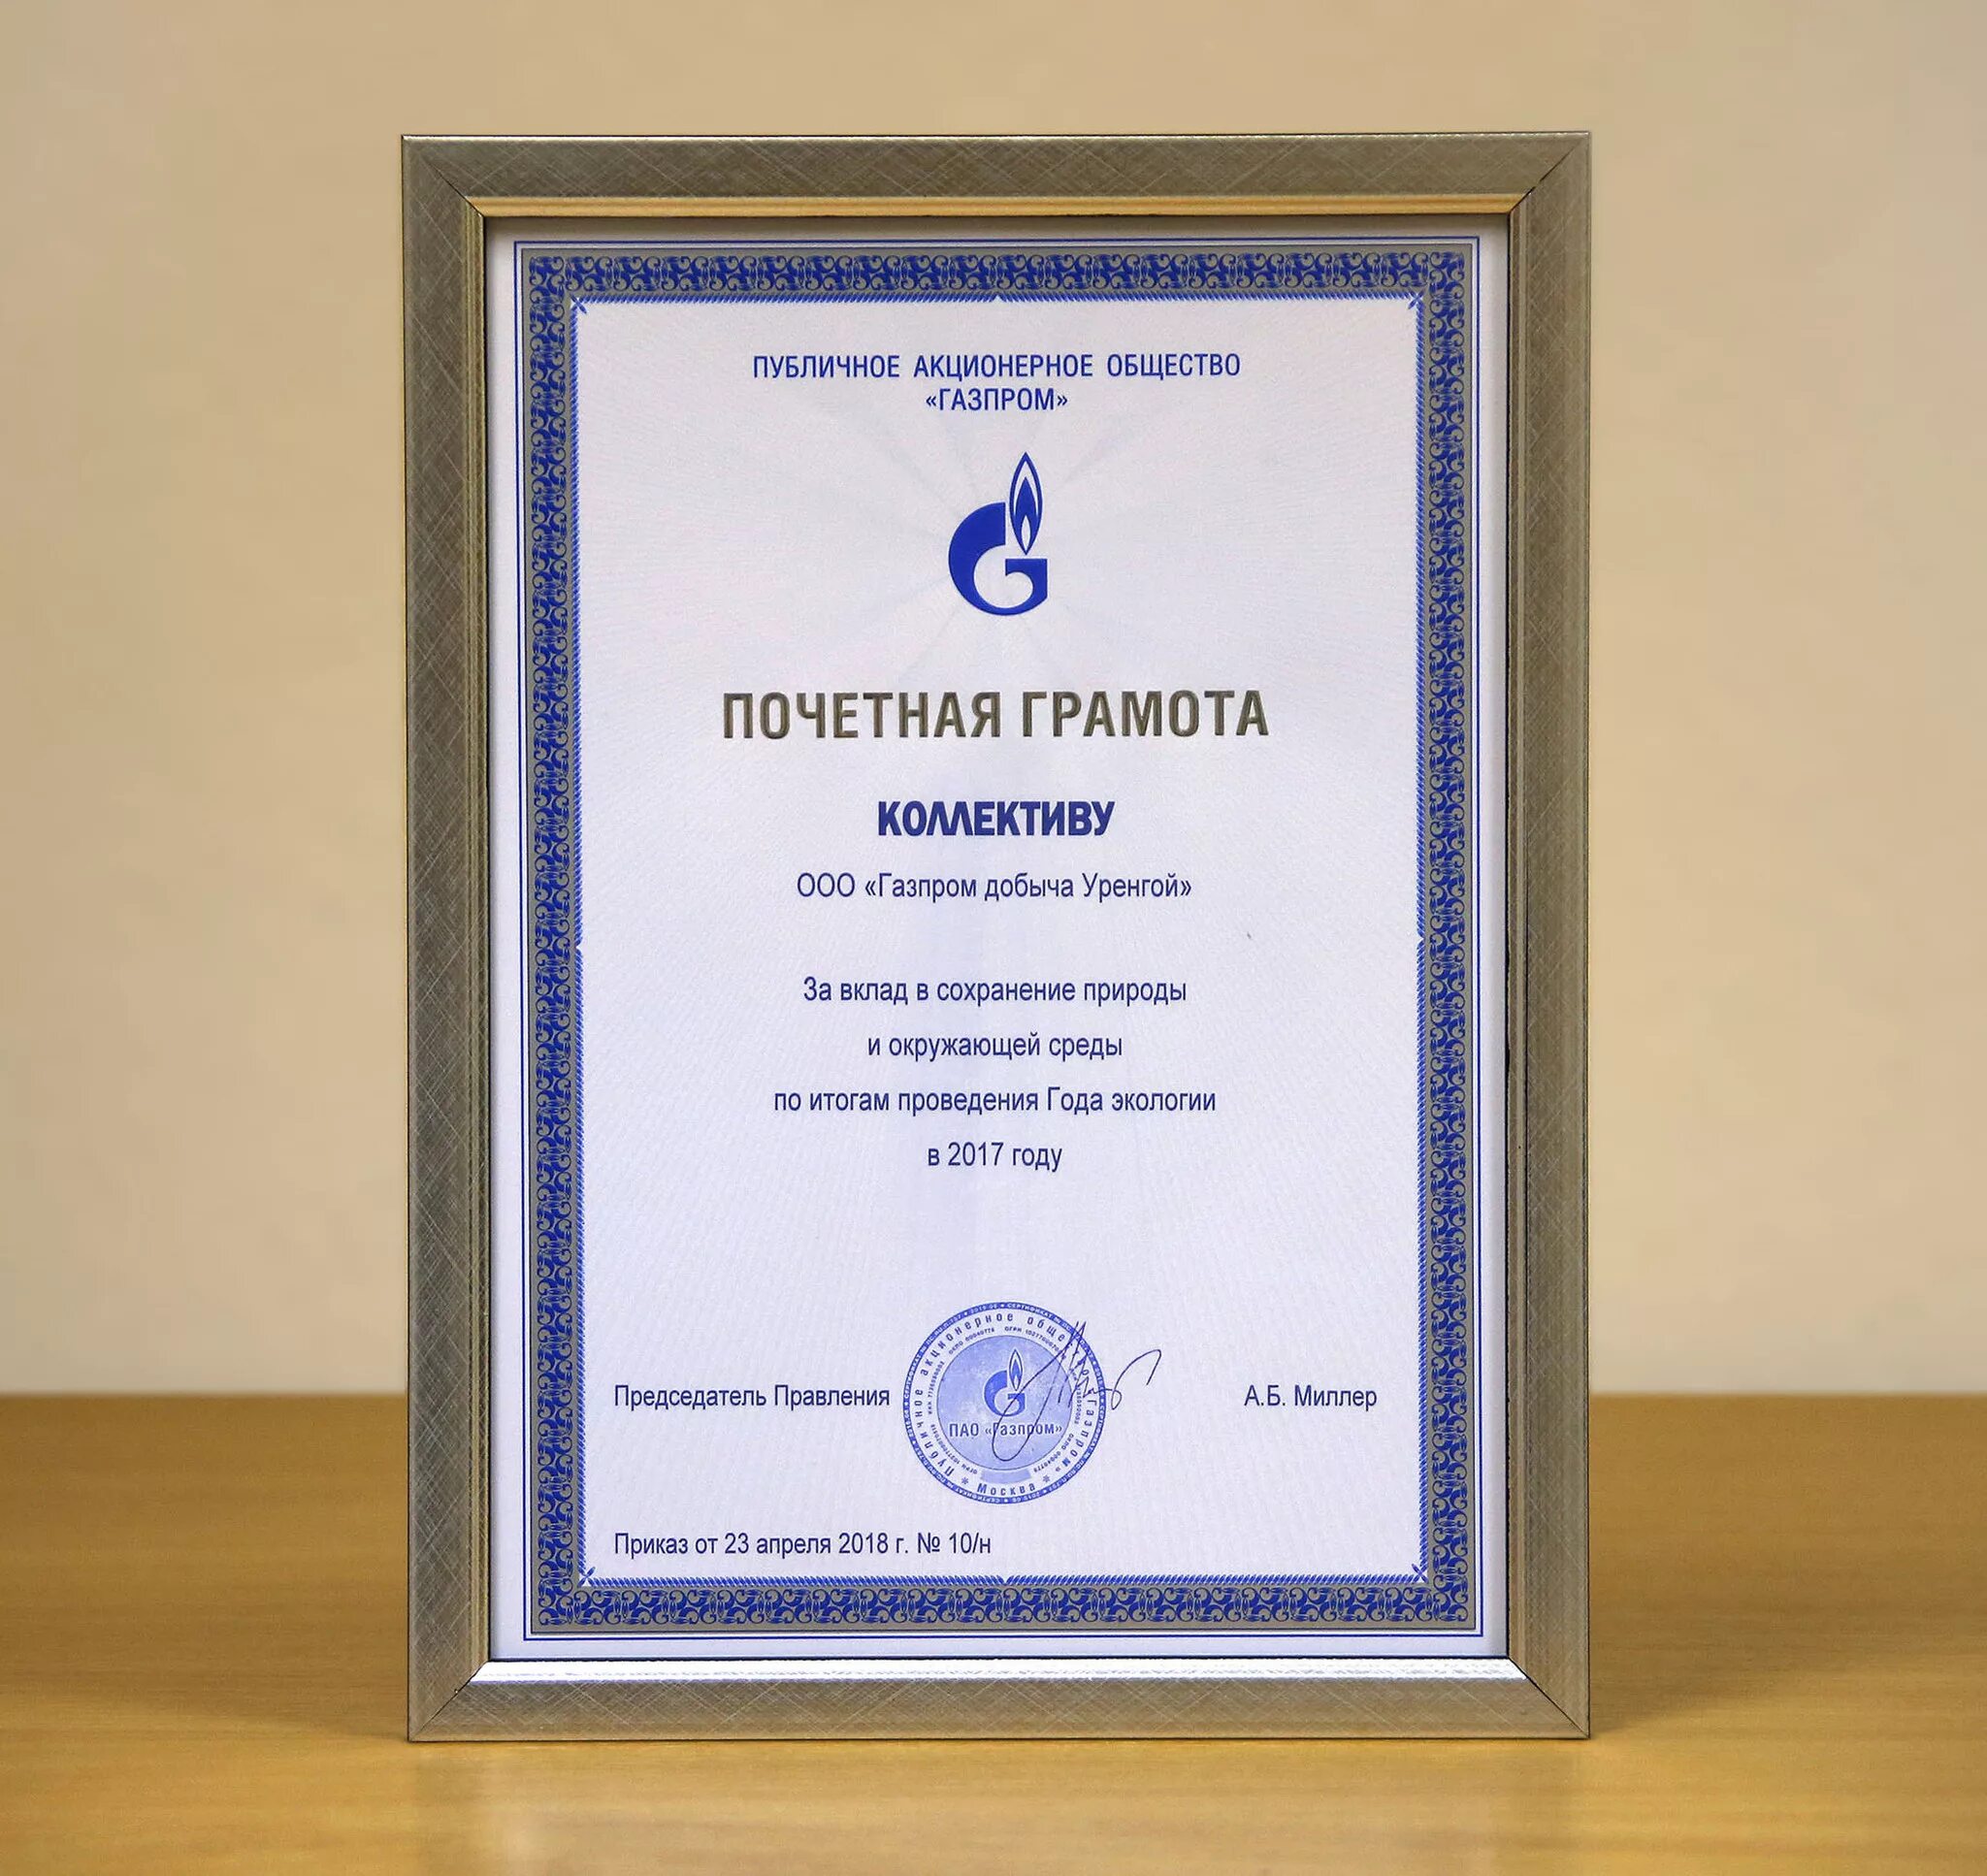 ПУБЛИЧНОЕ АКЦИОНЕРНОЕ ОБЩЕСТВО
«ГАЗПРОМ»
ПОЧЕТНАЯ ГРАМОТА
КОЛЛЕКТИВУ
ООО «Газпром добыча Уренгой»
За вклад в сохранение природы
и окружающей среды
по итогам проведения Года экологии
в 2017 году
Председатель Правления
ПАО «Газпром»
Москва
А.Б. Миллер
Приказ от 23 апреля 2018 г. № 10/н